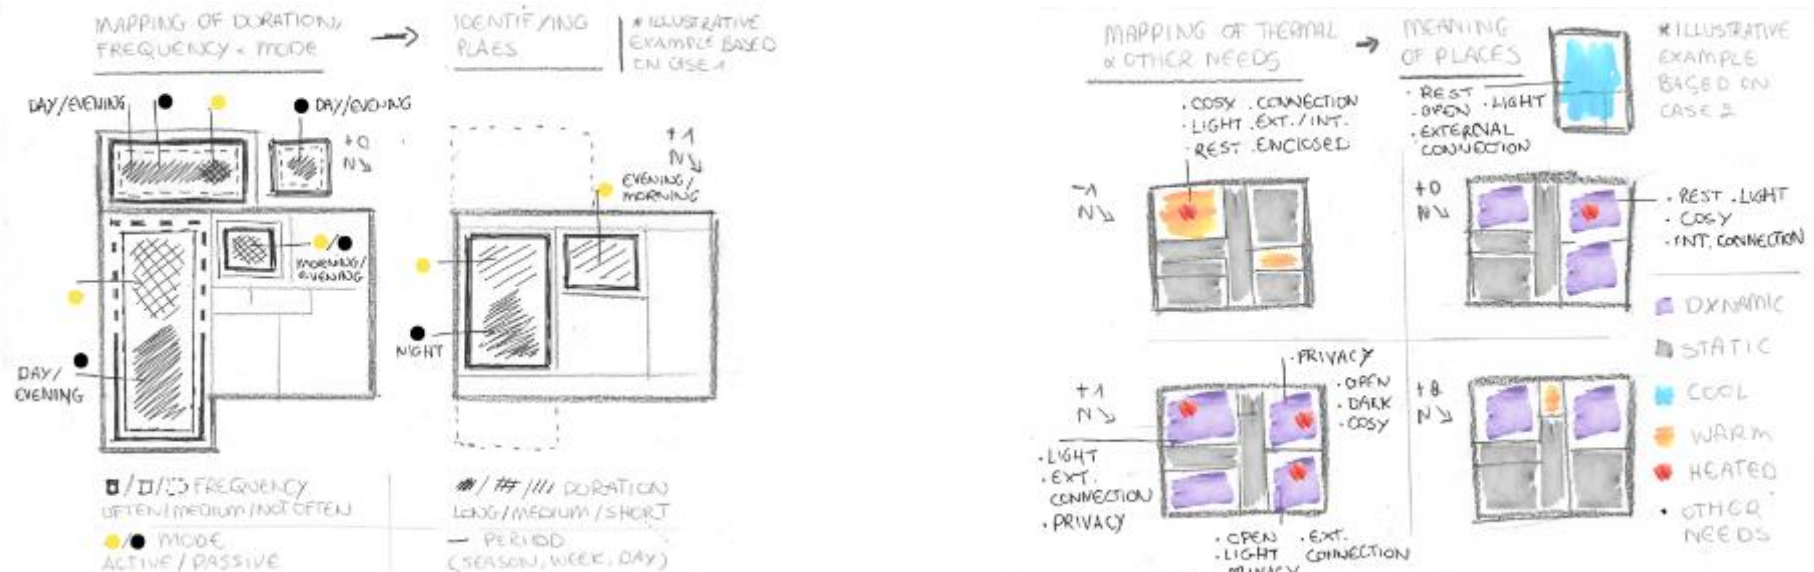 MAPPING OF DURATION,
FREQUENCY & MODE
IDENTIFYING
PLAES
* ILLUSTRATIVE
EXAMPLE BASED
ON CASE 1
DAY/EVENING
DAY/EVENING
+0
N
MORNING/
EVENING
DAY/
EVENING
+1
N
EVENING/
MORNING
NIGHT
FREQUENCY
OFTEN/MEDIUM/NOT OFTEN
MODE
ACTIVE/PASSIVE
DURATION
LONG/MEDIUM/SHORT
— PERIOD
(SEASON, WEEK, DAY)
MAPPING OF THERMAL
& OTHER NEEDS
MEANING
OF PLACES
* ILLUSTRATIVE
EXAMPLE
BASED ON
CASE 2
• COSY • CONNECTION
• LIGHT EXT./INT.
• REST • ENCLOSED
• REST
• OPEN • LIGHT
• EXTERNAL
CONNECTION
-1
N
+0
N
• REST • LIGHT
• COSY
• INT. CONNECTION
DYNAMIC
STATIC
COOL
WARM
HEATED
• OTHER
NEEDS
+1
N
• PRIVACY
• OPEN
• DARK
• COSY
• LIGHT
• EXT.
CONNECTION
• PRIVACY
• OPEN • EXT.
• LIGHT CONNECTION
PRIVACY
N